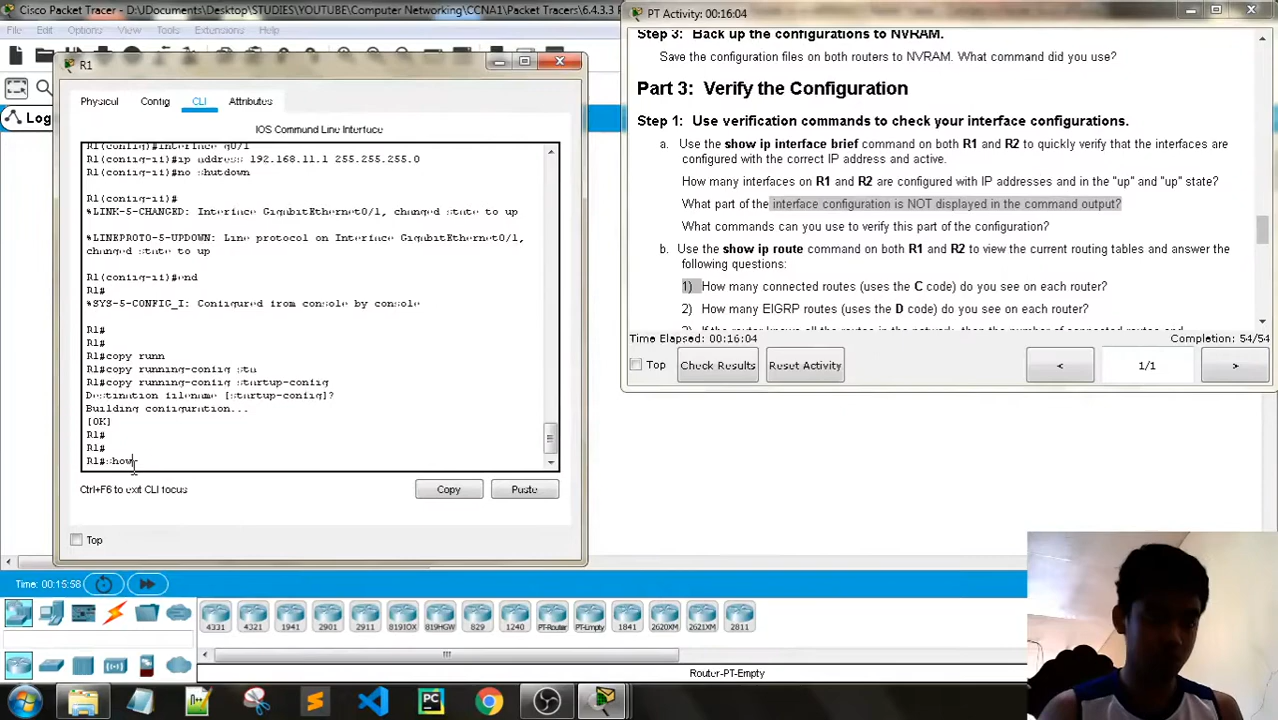 Cisco Packet Tracer - D:\JDocuments\Desktop\STUDIES\YOUTUBE\Computer Networking\CCNA1\Packet Tracers\6.4.3.3
File Edit Options View Tools Extensions Help
Log
R1
Physical Config CLI Attributes
IOS Command Line Interface
R1(config)#interface g0/1
R1(config-if)#ip address 192.168.11.1 255.255.255.0
R1(config-if)#no shutdown
R1(config-if)#
%LINK-5-CHANGED: Interface GigabitEthernet0/1, changed state to up
%LINEPROTO-5-UPDOWN: Line protocol on Interface GigabitEthernet0/1,
changed state to up
R1(config-if)#end
R1#
%SYS-5-CONFIG_I: Configured from console by console
R1#
R1#
R1#copy runn
R1#copy running-config sta
R1#copy running-config startup-config
Destination filename [startup-config]?
Building configuration...
[OK]
R1#
R1#
R1#show
Ctrl+F6 to exit CLI focus
Copy Paste
Top
PT Activity: 00:16:04
Step 3: Back up the configurations to NVRAM.
Save the configuration files on both routers to NVRAM. What command did you use?
Part 3: Verify the Configuration
Step 1: Use verification commands to check your interface configurations.
a. Use the show ip interface brief command on both R1 and R2 to quickly verify that the interfaces are
configured with the correct IP address and active.
How many interfaces on R1 and R2 are configured with IP addresses and in the "up" and "up" state?
What part of the interface configuration is NOT displayed in the command output?
What commands can you use to verify this part of the configuration?
b. Use the show ip route command on both R1 and R2 to view the current routing tables and answer the
following questions:
1) How many connected routes (uses the C code) do you see on each router?
2) How many EIGRP routes (uses the D code) do you see on each router?
Time Elapsed: 00:16:04 Completion: 54/54
Top Check Results Reset Activity < 1/1 >
Time: 00:15:58
4331 4321 1941 2901 2911 819IOX 819HGW 829 1240 PT-Router PT-Empty 1841 2620XM 2621XM 2811
Router-PT-Empty